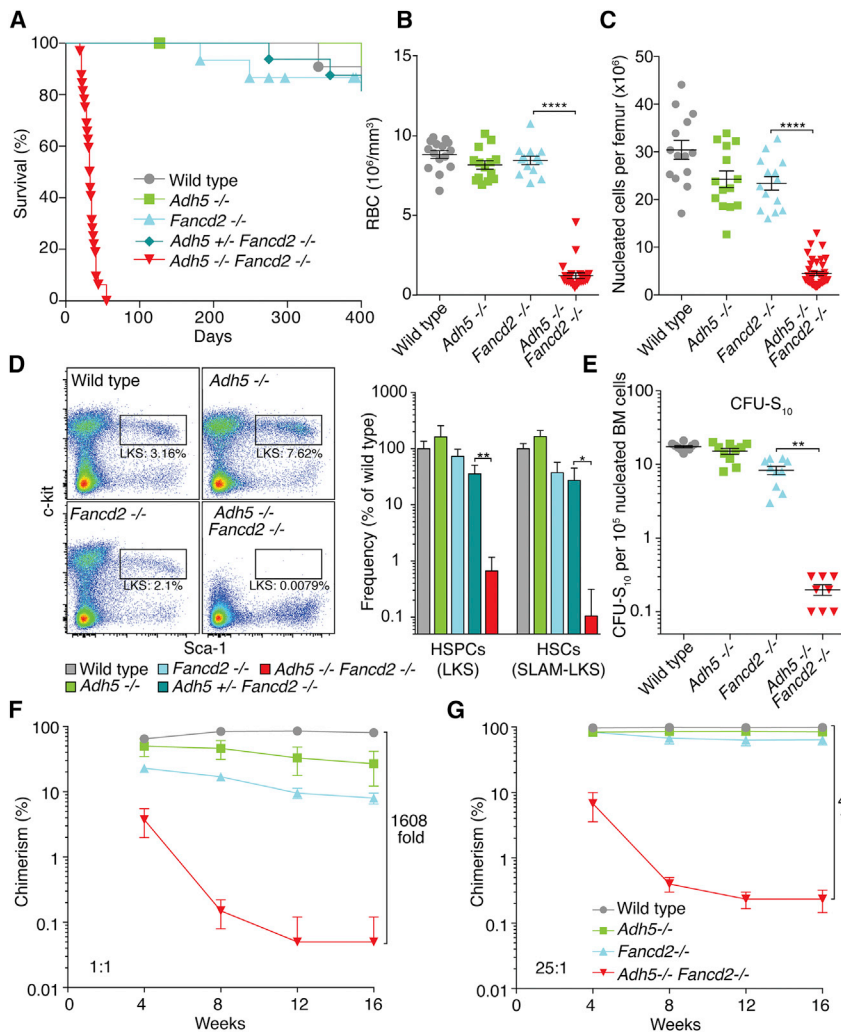 A
Survival (%)
100
80
60
40
20
0
0 100 200 300 400
Days
Wild type
Adh5 -/-
Fancd2 -/-
Adh5 +/- Fancd2 -/-
Adh5 -/- Fancd2 -/-
B
RBC (10⁶/mm³)
15
10
5
0
****
Wild type
Adh5 -/-
Fancd2 -/-
Adh5 -/-
Fancd2 -/-
C
Nucleated cells per femur (x10⁶)
50
40
30
20
10
0
****
Wild type
Adh5 -/-
Fancd2 -/-
Adh5 -/-
Fancd2 -/-
D
Wild type
LKS: 3.16%
Adh5 -/-
LKS: 7.62%
Fancd2 -/-
LKS: 2.1%
Adh5 -/-
Fancd2 -/-
LKS: 0.0079%
c-kit
Sca-1
Frequency (% of wild type)
1000
100
10
1
0.1
**
*
HSPCs
(LKS)
HSCs
(SLAM-LKS)
Wild type
Fancd2 -/-
Adh5 -/- Fancd2 -/-
Adh5 -/-
Adh5 +/- Fancd2 -/-
E
CFU-S₁₀
CFU-S₁₀ per 10⁵ nucleated BM cells
100
10
1
0.1
**
Wild type
Adh5 -/-
Fancd2 -/-
Adh5 -/-
Fancd2 -/-
F
Chimerism (%)
100
10
1
0.1
0.01
1:1
0 4 8 12 16
Weeks
1608
fold
G
Chimerism (%)
100
10
1
0.1
0.01
25:1
0 4 8 12 16
Weeks
Wild type
Adh5-/-
Fancd2-/-
Adh5-/- Fancd2-/-
4